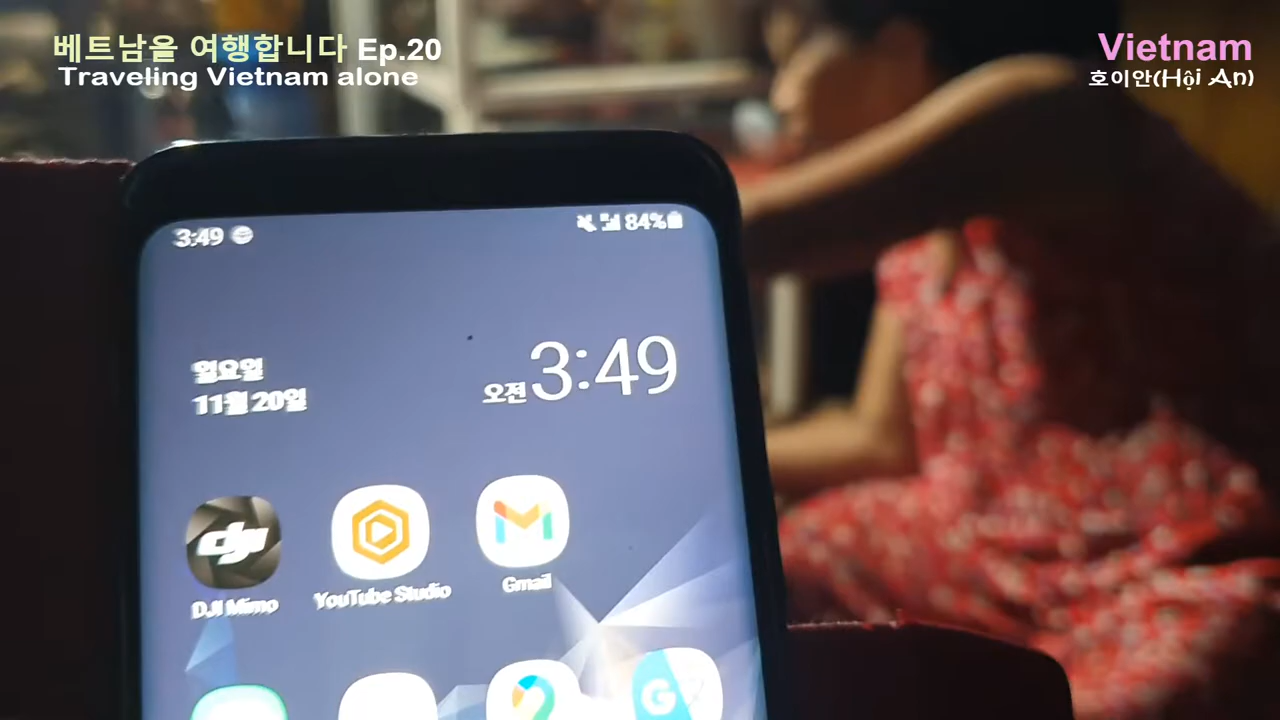 베트남을 여행합니다 Ep.20
Traveling Vietnam alone
Vietnam
호이안(Hội An)
3:49
84%
일요일
11월 20일
오전 3:49
dji
DJI Mimo
YouTube Studio
Gmail
G